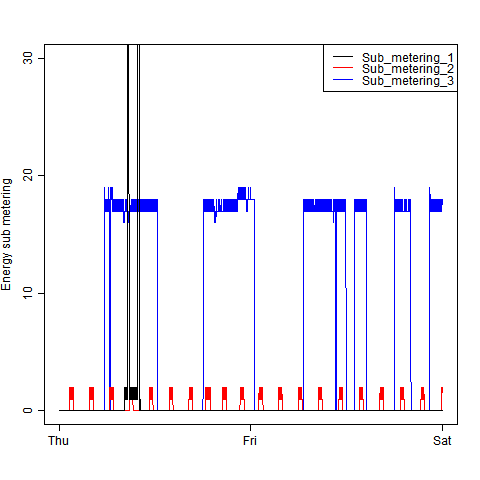 Sub_metering_1
Sub_metering_2
Sub_metering_3
Energy sub metering
30
20
10
0
Thu
Fri
Sat